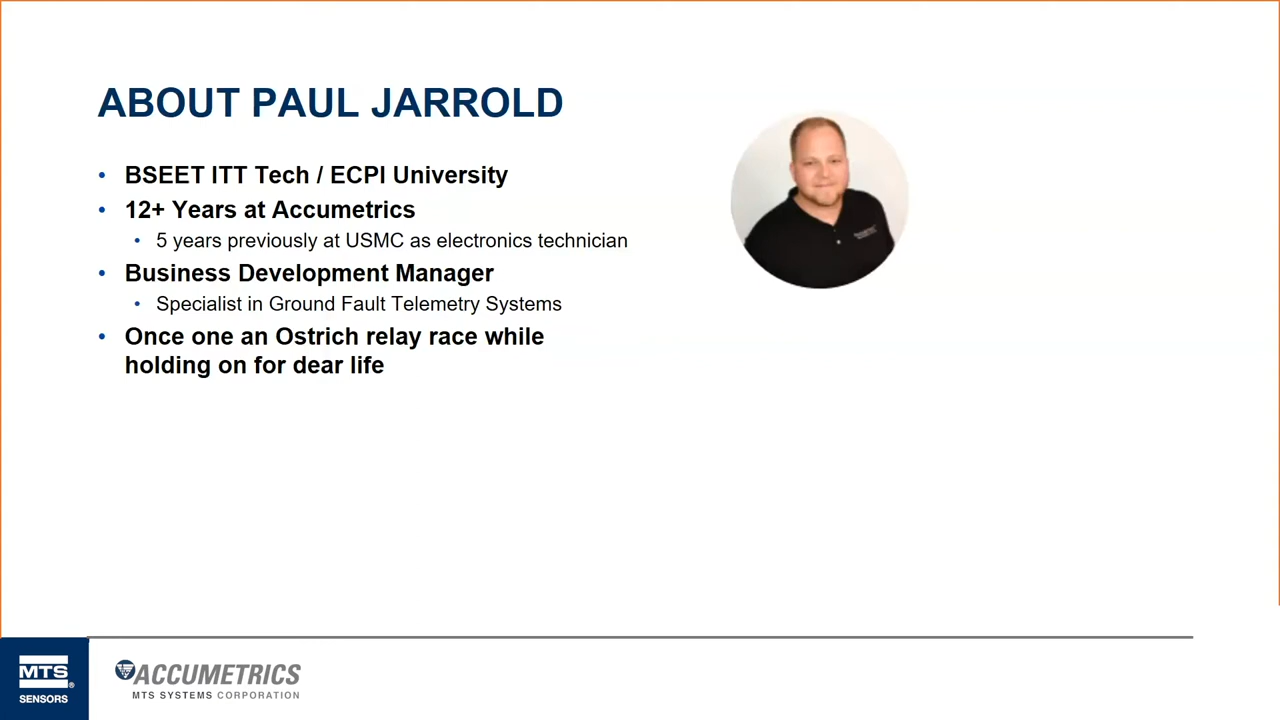 ABOUT PAUL JARROLD
• BSEET ITT Tech / ECPI University
• 12+ Years at Accumetrics
• 5 years previously at USMC as electronics technician
• Business Development Manager
• Specialist in Ground Fault Telemetry Systems
• Once one an Ostrich relay race while
holding on for dear life
MTS®
SENSORS
ACCUMETRICS
MTS SYSTEMS CORPORATION